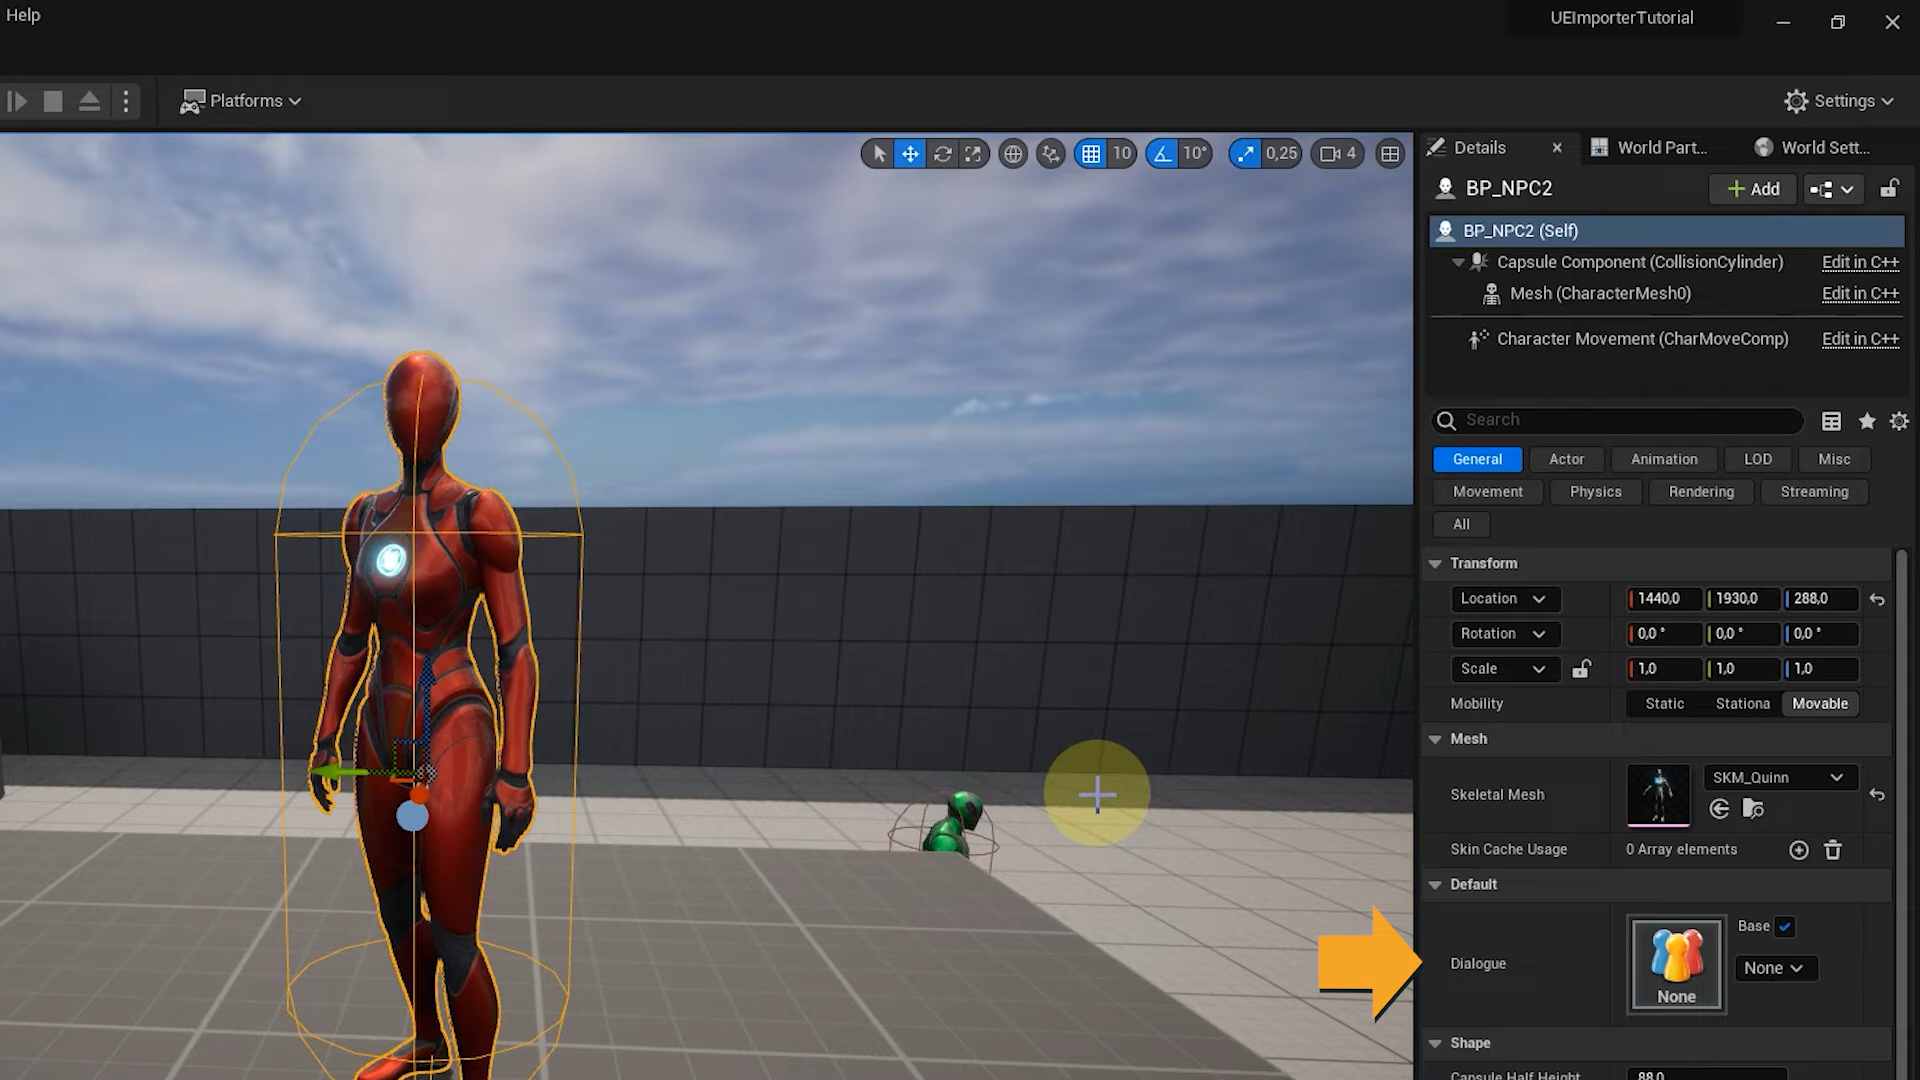 Help
UEImporterTutorial
Platforms
Settings
10
10°
0,25
4
Details
World Part...
World Sett...
BP_NPC2
Add
BP_NPC2 (Self)
Capsule Component (CollisionCylinder)
Edit in C++
Mesh (CharacterMesh0)
Edit in C++
Character Movement (CharMoveComp)
Edit in C++
Search
General
Actor
Animation
LOD
Misc
Movement
Physics
Rendering
Streaming
All
Transform
Location
1440,0
1930,0
288,0
Rotation
0,0 °
0,0 °
0,0 °
Scale
1,0
1,0
1,0
Mobility
Static
Stationa
Movable
Mesh
Skeletal Mesh
SKM_Quinn
Skin Cache Usage
0 Array elements
Default
Dialogue
None
Base
None
Shape
Capsule Half Height
88,0